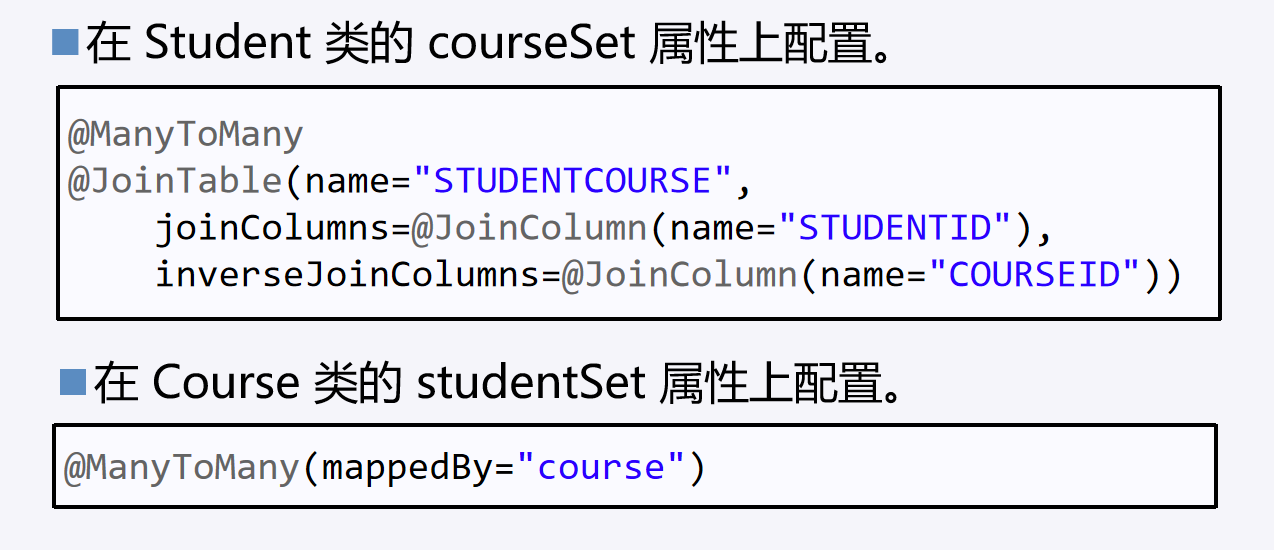 在 Student 类的 courseSet 属性上配置。
@ManyToMany
@JoinTable(name="STUDENTCOURSE",
joinColumns=@JoinColumn(name="STUDENTID"),
inverseJoinColumns=@JoinColumn(name="COURSEID"))
在 Course 类的 studentSet 属性上配置。
@ManyToMany(mappedBy="course")